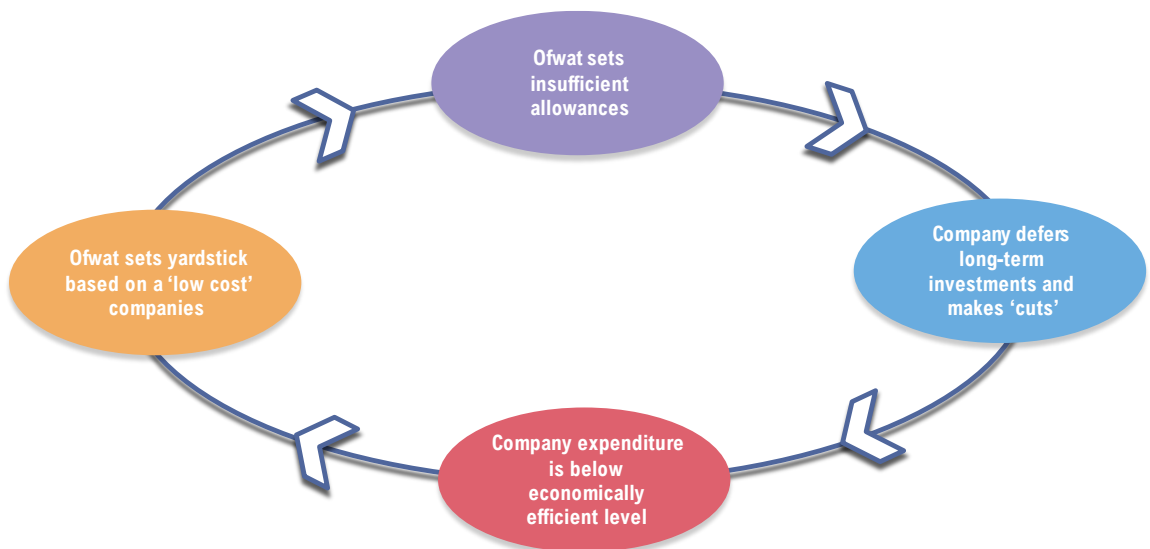 Ofwat sets
insufficient
allowances
Company defers
long-term
investments and
makes ‘cuts’
Company expenditure
is below
economically
efficient level
Ofwat sets yardstick
based on a ‘low cost’
companies